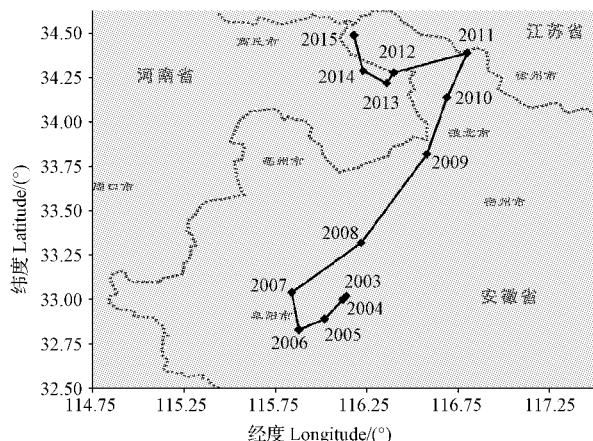 34.50
34.25
34.00
33.75
33.50
33.25
33.00
32.75
32.50
纬度 Latitude/(°)
江苏省
2011
2015
商丘市
2012
徐州市
河南省
2014
2013
2010
淮北市
2009
亳州市
周口市
宿州市
2008
2007
2003
安徽省
2004
阜阳市
2005
2006
114.75 115.25 115.75 116.25 116.75 117.25
经度 Longitude/(°)